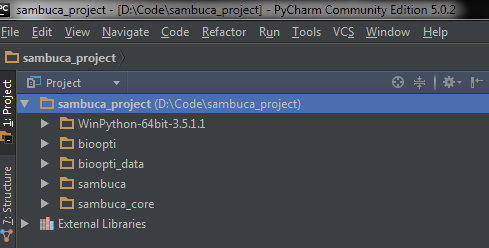 PC sambuca_project - [D:\Code\sambuca_project] - PyCharm Community Edition 5.0.2
File Edit View Navigate Code Refactor Run Tools VCS Window Help
sambuca_project
1: Project
Project
sambuca_project (D:\Code\sambuca_project)
WinPython-64bit-3.5.1.1
bioopti
bioopti_data
sambuca
sambuca_core
External Libraries
7: Structure